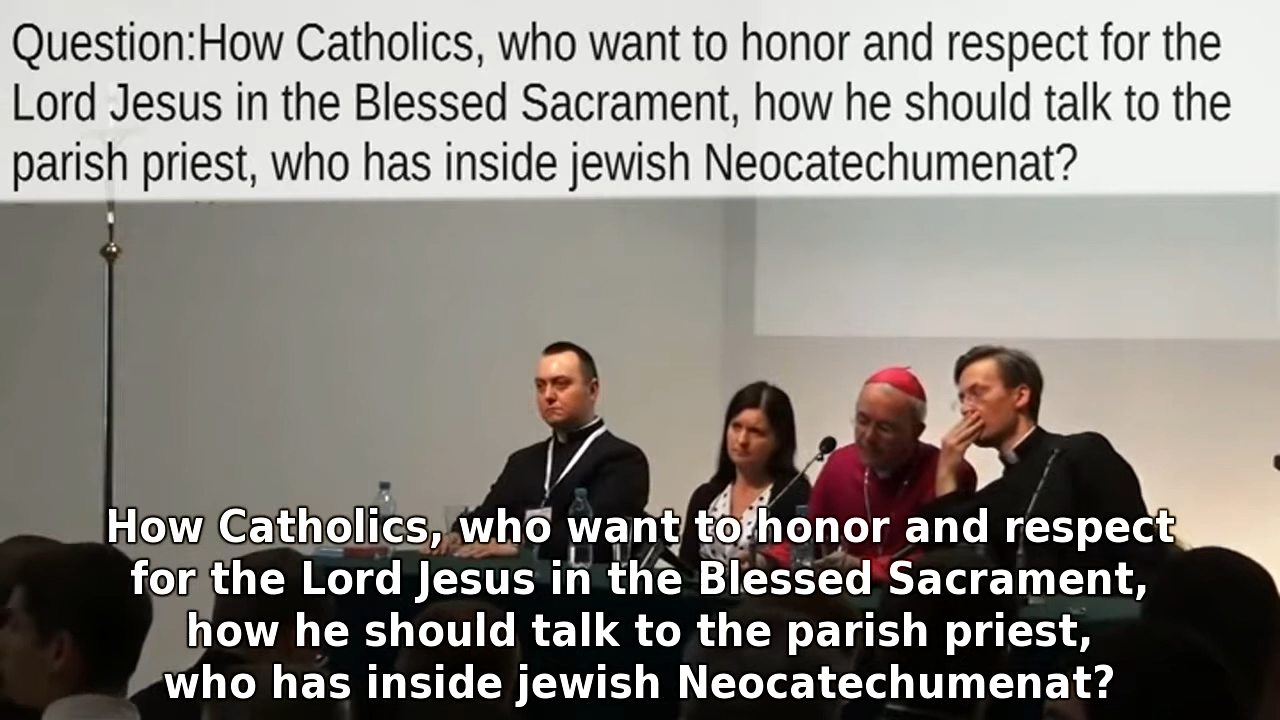 Question:How Catholics, who want to honor and respect for the
Lord Jesus in the Blessed Sacrament, how he should talk to the
parish priest, who has inside jewish Neocatechumenat?
How Catholics, who want to honor and respect
for the Lord Jesus in the Blessed Sacrament,
how he should talk to the parish priest,
who has inside jewish Neocatechumenat?